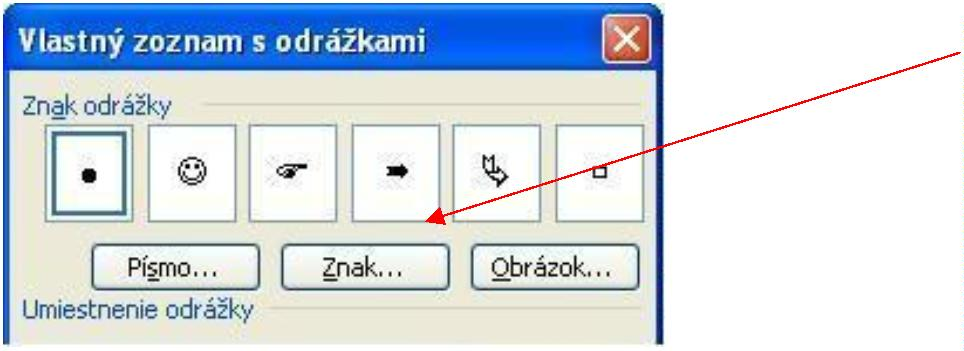 Vlastný zoznam s odrážkami
Znak odrážky
Písmo... Znak... Obrázok...
Umiestnenie odrážky